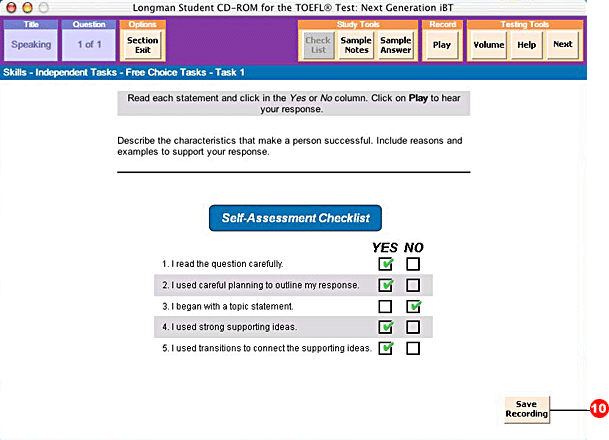 Longman Student CD-ROM for the TOEFL® Test: Next Generation iBT
Title Question Options Study Tools Record Testing Tools
Speaking 1 of 1 Section Exit Check List Sample Notes Sample Answer Play Volume Help Next
Skills - Independent Tasks - Free Choice Tasks - Task 1
Read each statement and click in the Yes or No column. Click on Play to hear
your response.
Describe the characteristics that make a person successful. Include reasons and
examples to support your response.
Self-Assessment Checklist
YES NO
1. I read the question carefully.
2. I used careful planning to outline my response.
3. I began with a topic statement.
4. I used strong supporting ideas.
5. I used transitions to connect the supporting ideas.
Save
Recording
10